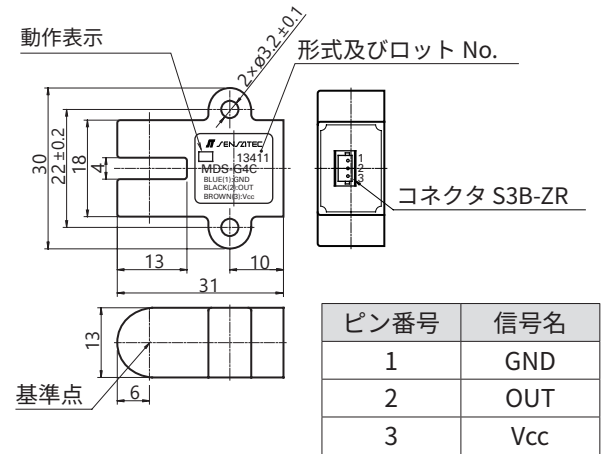 動作表示
2×ø3.2±0.1
形式及びロット No.
30
22±0.2
18
4
SENSATEC
13411
MDS-G4C
BLUE(1):GND
BLACK(2):OUT
BROWN(3):Vcc
1
2
3
コネクタ S3B-ZR
13
10
31
13
基準点
6
ピン番号 信号名
1 GND
2 OUT
3 Vcc